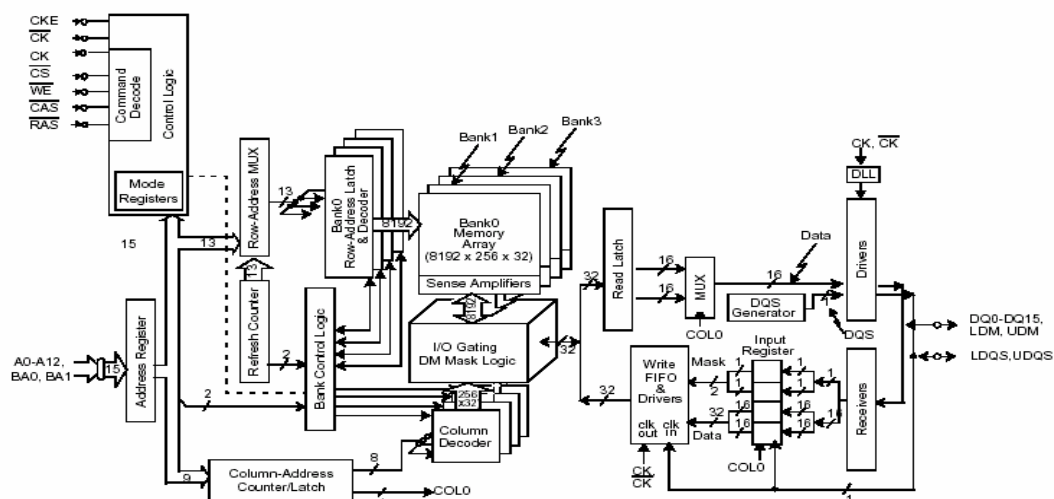 CKE
CK
CK
CS
WE
CAS
RAS
Command
Decode
Control Logic
Mode
Registers
15
13
Row-Address MUX
13
13
Refresh Counter
2
Bank0
Row-Address Latch
& Decoder
8192
Bank1
Bank2
Bank3
Bank0
Memory
Array
(8192 x 256 x 32)
Sense Amplifiers
8192
I/O Gating
DM Mask Logic
32
Bank Control Logic
256
x32
Column
Decoder
A0-A12,
BA0, BA1
15
Address Register
2
9
Column-Address
Counter/Latch
8
COL0
32
32
Read Latch
16
16
MUX
COL0
16
Data
DQS
Generator
1
DQS
CK, CK
DLL
Drivers
DQ0-DQ15,
LDM, UDM
LDQS,UDQS
Input
Register
Write
FIFO
&
Drivers
clk
out
clk
in
Mask
2
32
Data
1
1
16
16
1
1
16
16
1
16
COL0
CK
CK
Receivers
1